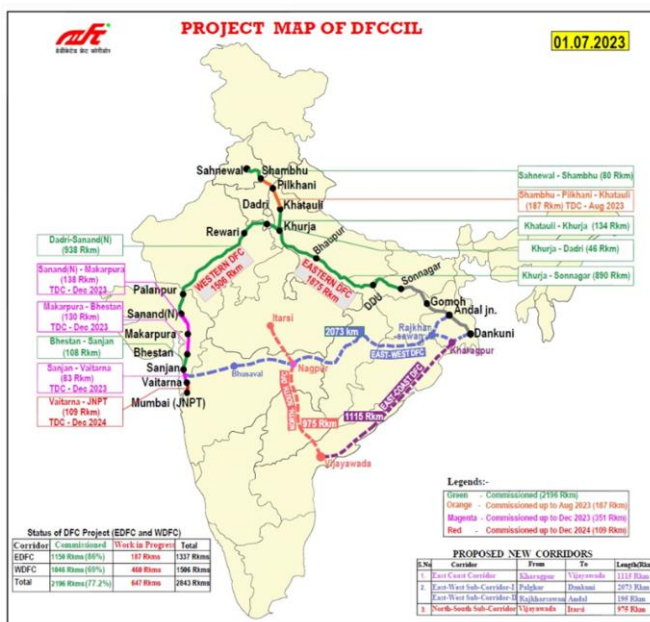 डेडीकेटेड फ्रेट कोरीडोर
PROJECT MAP OF DFCCIL
01.07.2023
Sahnewal
Shambhu
Pilkhani
Khatauli
Dadri
Khurja
Rewari
Bhaupur
Sonnagar
DDU
Gomoh
Andal jn.
Dankuni
Palanpur
Sanand(N)
Makarpura
Bhestan
Sanjan
Vaitarna
Mumbai (JNPT)
WESTERN DFC
1506 Rkm
EASTERN DFC
1875 Rkm
Itarsi
Nagpur
Bhusaval
2073 km
Rajkhar
sawan
EAST-WEST DFC
Kharagpur
EAST-COAST DFC
1115 Rkm
975 Rkm
Vijayawada
Sahnewal - Shambhu (80 Rkm)
Shambhu - Pilkhani - Khatauli
(187 Rkm) TDC - Aug 2023
Khatauli - Khurja (134 Rkm)
Khurja - Dadri (46 Rkm)
Khurja - Sonnagar (890 Rkm)
Dadri-Sanand(N)
(938 Rkm)
Sanand(N) - Makarpura
(138 Rkm)
TDC - Dec 2023
Makarpura - Bhestan
(130 Rkm)
TDC - Dec 2023
Bhestan - Sanjan
(108 Rkm)
Sanjan - Vaitarna
(83 Rkm)
TDC - Dec 2023
Vaitarna - JNPT
(109 Rkm)
TDC - Dec 2024
Legends:-
Green - Commissioned (2196 Rkm)
Orange - Commissioned up to Aug 2023 (187 Rkm)
Magenta - Commissioned up to Dec 2023 (351 Rkm)
Red - Commissioned up to Dec 2024 (109 Rkm)
Status of DFC Project (EDFC and WDFC)
Corridor Commissioned Work in Progress Total
EDFC 1150 Rkms (86%) 187 Rkms 1337 Rkms
WDFC 1046 Rkms (69%) 460 Rkms 1506 Rkms
Total 2196 Rkms (77.2%) 647 Rkms 2843 Rkms
PROPOSED NEW CORRIDORS
S.No Corridor From To Length(Rkm)
1. East Coast Corridor Kharagpur Vijayawada 1115 Rkm
2. East-West Sub-Corridor-I Palghar Dankuni 2073 Rkm
East-West Sub-Corridor-II Rajkharsawan Andal 195 Rkm
3. North-South Sub-Corridor Vijayawada Itarsi 975 Rkm